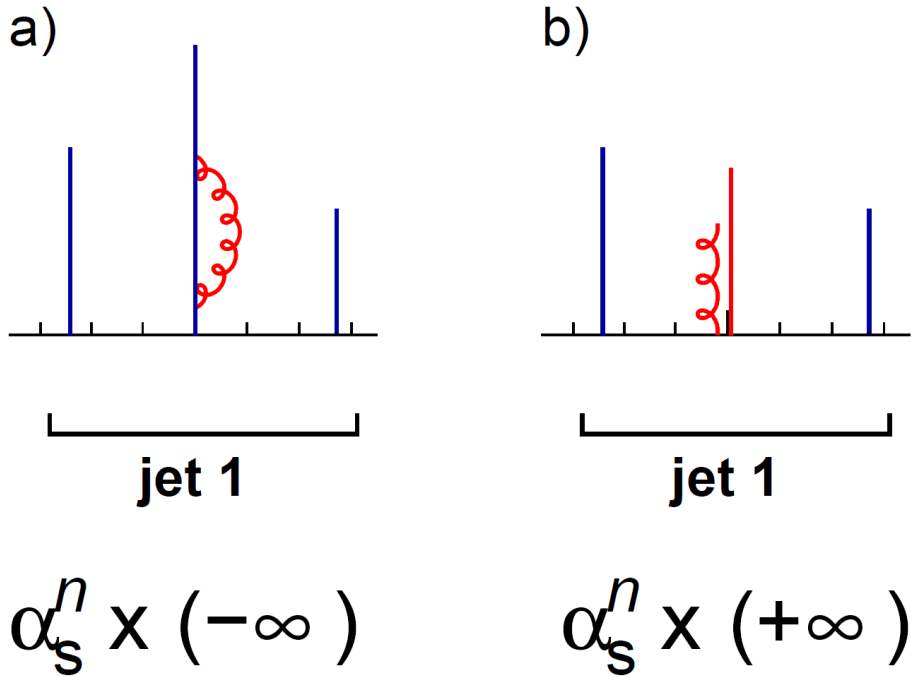 a) b)
jet 1 jet 1
αₛⁿ x (−∞) αₛⁿ x (+∞)